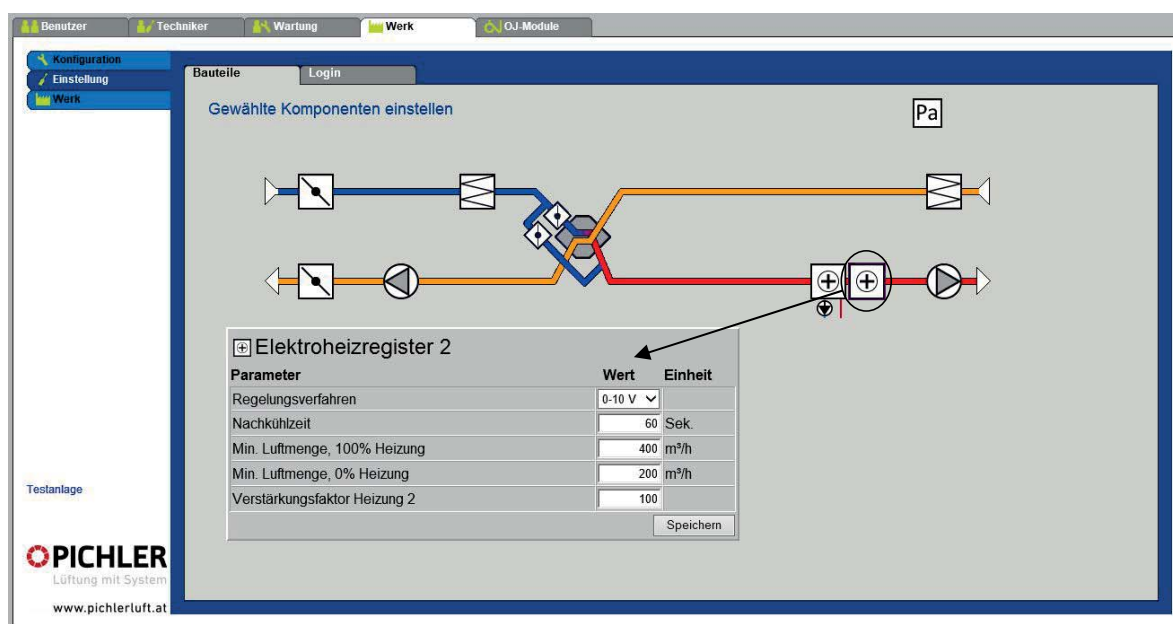 Benutzer Techniker Wartung Werk OJ-Module
Konfiguration
Einstellung
Werk
Bauteile Login
Gewählte Komponenten einstellen
Pa
Elektroheizregister 2
Parameter Wert Einheit
Regelungsverfahren 0-10 V
Nachkühlzeit 60 Sek.
Min. Luftmenge, 100% Heizung 400 m³/h
Min. Luftmenge, 0% Heizung 200 m³/h
Verstärkungsfaktor Heizung 2 100
Speichern
Testanlage
PICHLER
Lüftung mit System
www.pichlerluft.at